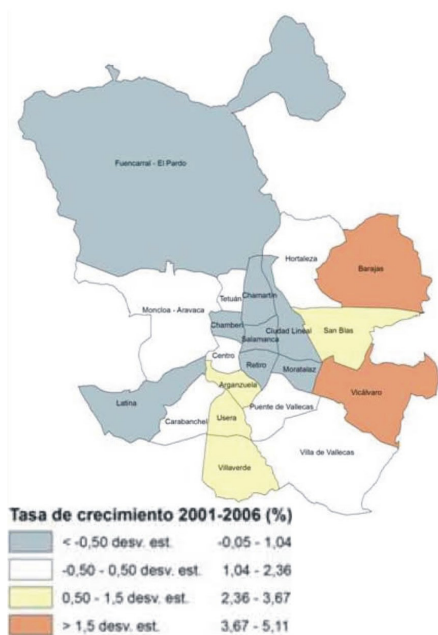 Fuencarral - El Pardo
Hortaleza
Barajas
Tetuán
Chamartín
Moncloa - Aravaca
Chamberí
Ciudad Lineal
San Blas
Salamanca
Centro
Retiro
Moratalaz
Arganzuela
Vicálvaro
Latina
Puente de Vallecas
Carabanchel
Usera
Villa de Vallecas
Villaverde
Tasa de crecimiento 2001-2006 (%)
< -0,50 desv. est. -0,05 - 1,04
-0,50 - 0,50 desv. est. 1,04 - 2,36
0,50 - 1,5 desv. est. 2,36 - 3,67
> 1,5 desv. est. 3,67 - 5,11